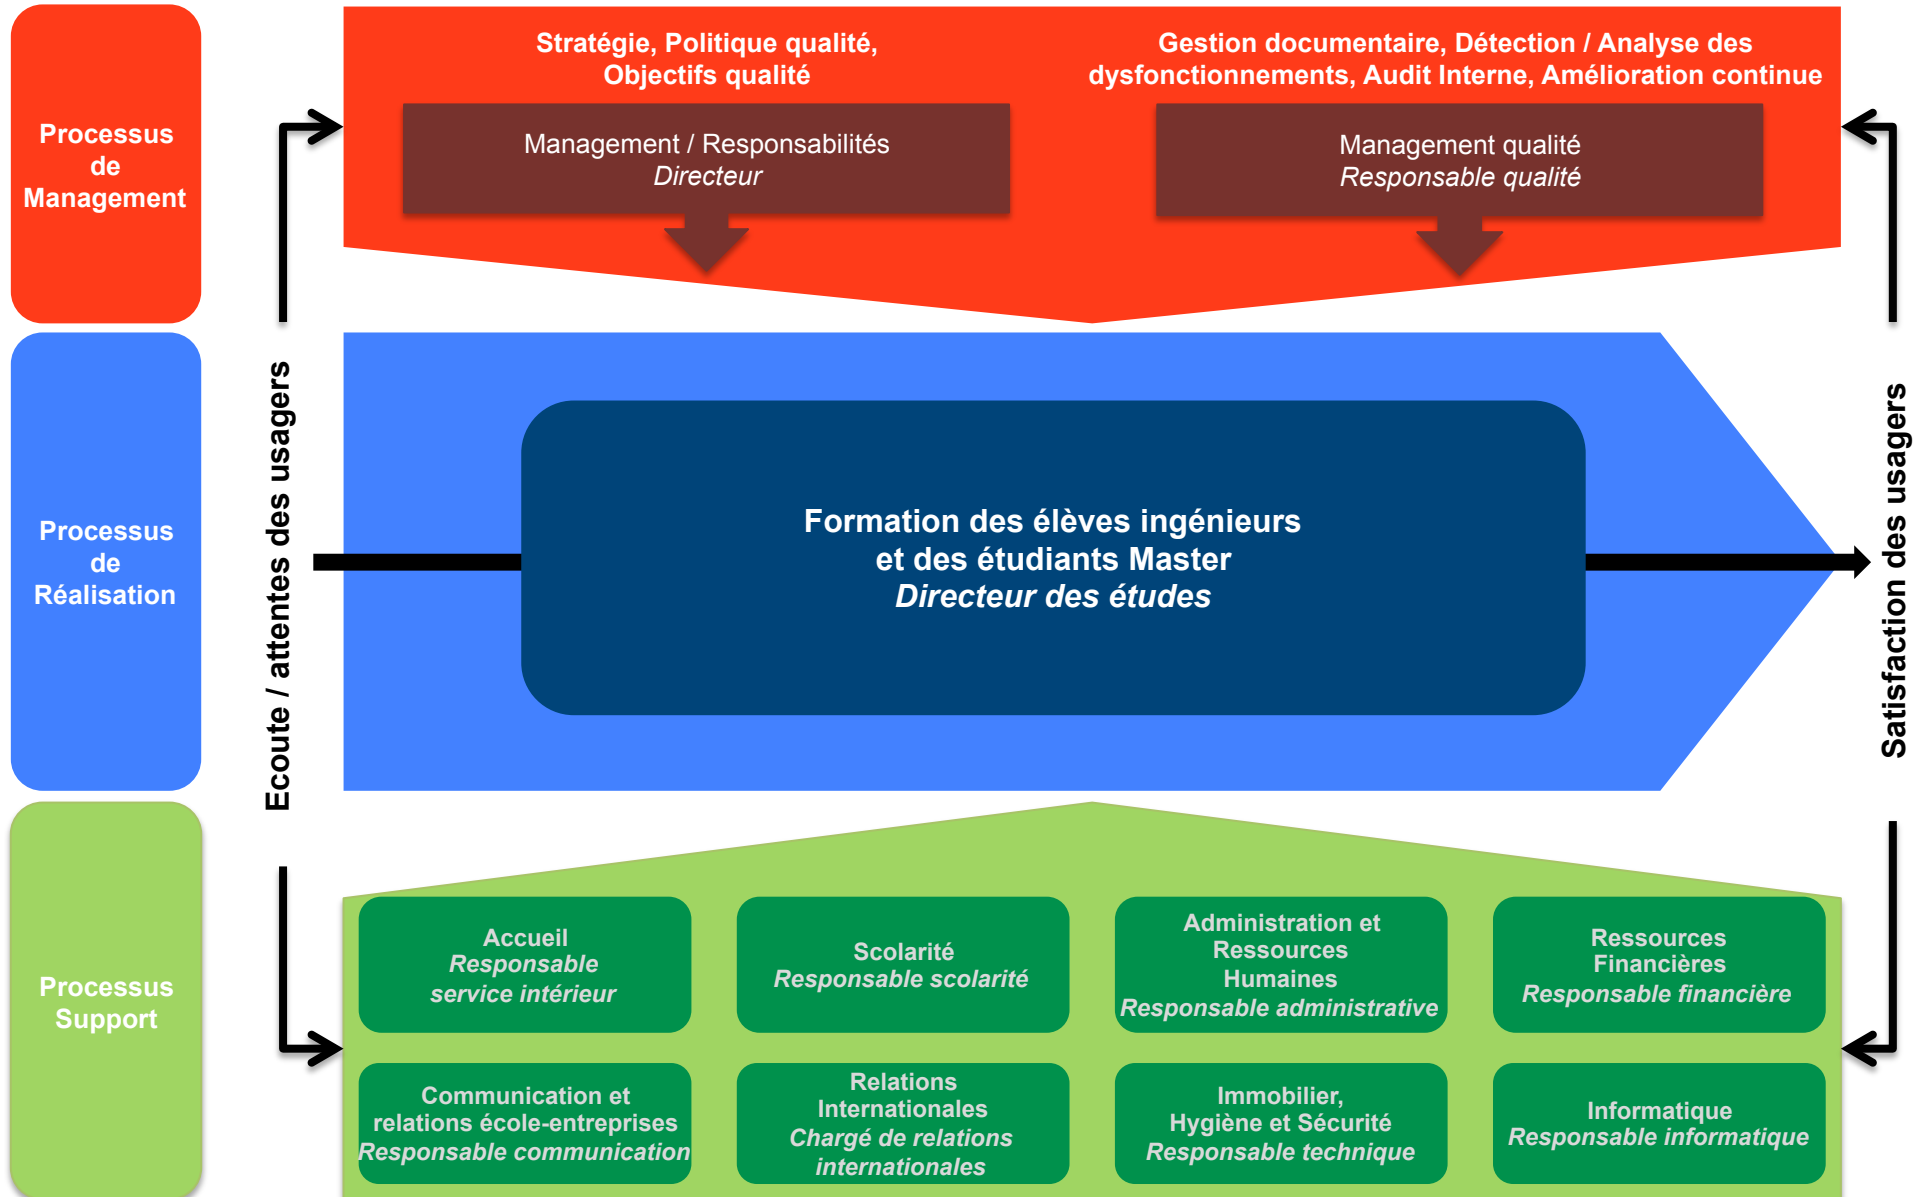 Processus
de
Management
Stratégie, Politique qualité,
Objectifs qualité
Gestion documentaire, Détection / Analyse des
dysfonctionnements, Audit Interne, Amélioration continue
Management / Responsabilités
Directeur
Management qualité
Responsable qualité
Processus
de
Réalisation
Ecoute / attentes des usagers
Formation des élèves ingénieurs
et des étudiants Master
Directeur des études
Satisfaction des usagers
Processus
Support
Accueil
Responsable
service intérieur
Scolarité
Responsable scolarité
Administration et
Ressources
Humaines
Responsable administrative
Ressources
Financières
Responsable financière
Communication et
relations école-entreprises
Responsable communication
Relations
Internationales
Chargé de relations
internationales
Immobilier,
Hygiène et Sécurité
Responsable technique
Informatique
Responsable informatique